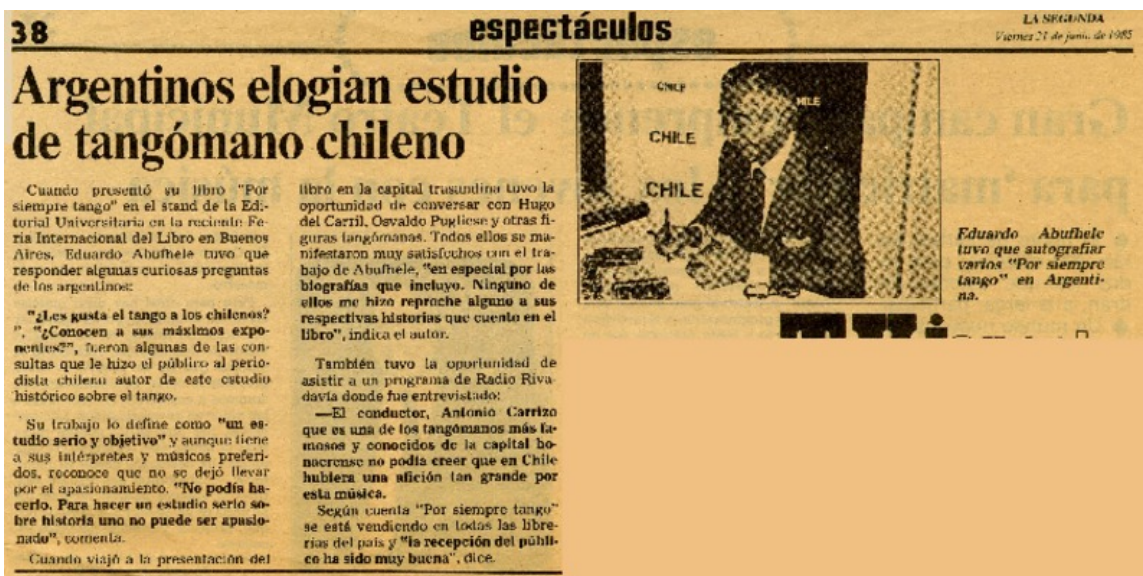 38
espectáculos
LA SEGUNDA
Viernes 21 de junio de 1985
Argentinos elogian estudio
de tangómano chileno
Cuando presentó su libro "Por
siempre tango" en el stand de la Edi-
torial Universitaria en la reciente Fe-
ria Internacional del Libro en Buenos
Aires, Eduardo Abufhele tuvo que
responder algunas curiosas preguntas
de los argentinos:
"¿Les gusta el tango a los chilenos?
", "¿Conocen a sus máximos expo-
nentes?", fueron algunas de las con-
sultas que le hizo el público al perio-
dista chileno autor de este estudio
histórico sobre el tango.
Su trabajo lo define como "un es-
tudio serio y objetivo" y aunque tiene
a sus intérpretes y músicos preferi-
dos, reconoce que no se dejó llevar
por el apasionamiento. "No podía ha-
cerlo. Para hacer un estudio serio so-
bre historia uno no puede ser apasio-
nado", comenta.
Cuando viajó a la presentación del
libro en la capital trasandina tuvo la
oportunidad de conversar con Hugo
del Carril, Osvaldo Pugliese y otras fi-
guras tangómanas. Todos ellos se ma-
nifestaron muy satisfechos con el tra-
bajo de Abufhele, "en especial por las
biografías que incluyo. Ninguno de
ellos me hizo reproche alguno a sus
respectivas historias que cuento en el
libro", indica el autor.
También tuvo la oportunidad de
asistir a un programa de Radio Riva-
davia donde fue entrevistado:
—El conductor, Antonio Carrizo
que es una de los tangómanos más fa-
mosos y conocidos de la capital bo-
naerense no podía creer que en Chile
hubiera una afición tan grande por
esta música.
Según cuenta "Por siempre tango"
se está vendiendo en todas las libre-
rías del país y "la recepción del públi-
co ha sido muy buena", dice.
CHILE
HILE
CHILE
CHILE
Eduardo Abufhele
tuvo que autografiar
varios "Por siempre
tango" en Argenti-
na.